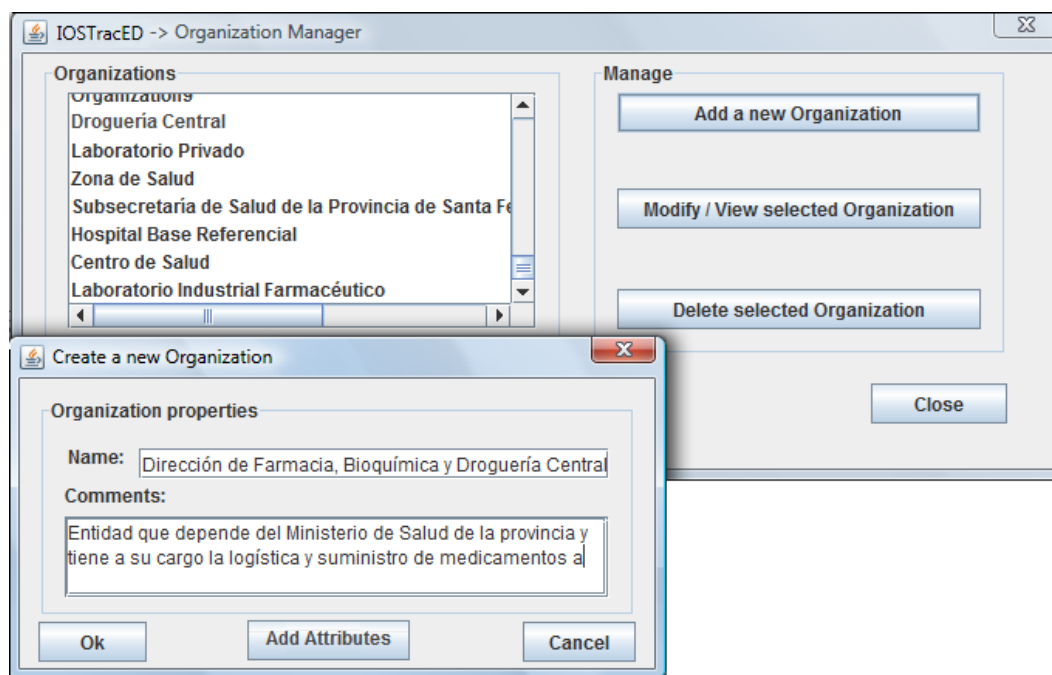 IOSTracED -> Organization Manager
Organizations
Organizations
Droguería Central
Laboratorio Privado
Zona de Salud
Subsecretaría de Salud de la Provincia de Santa Fe
Hospital Base Referencial
Centro de Salud
Laboratorio Industrial Farmacéutico
Manage
Add a new Organization
Modify / View selected Organization
Delete selected Organization
Close
Create a new Organization
Organization properties
Name: Dirección de Farmacia, Bioquímica y Droguería Central
Comments:
Entidad que depende del Ministerio de Salud de la provincia y
tiene a su cargo la logística y suministro de medicamentos a
Ok
Add Attributes
Cancel